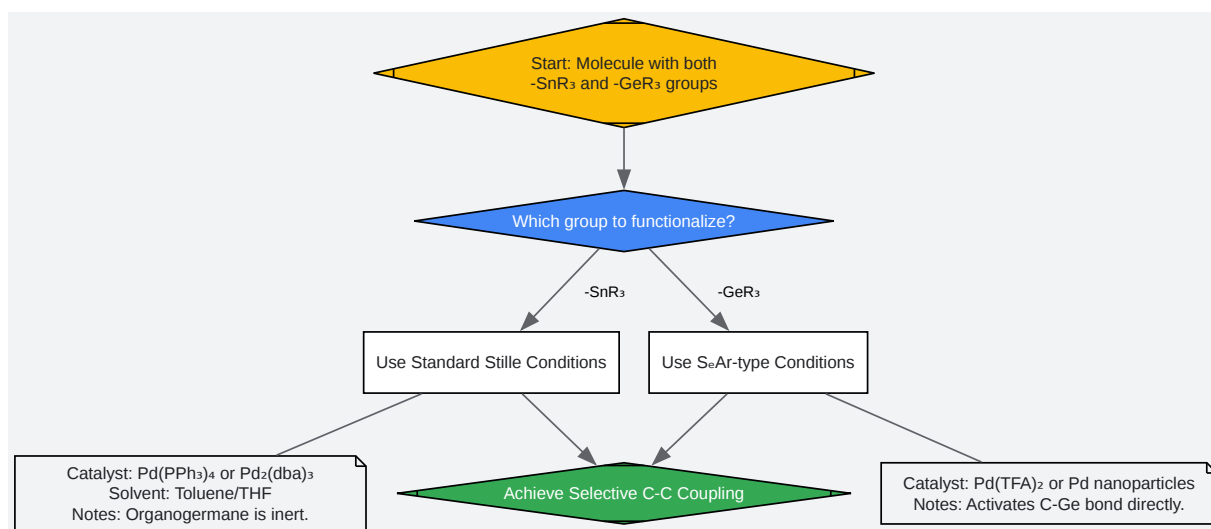 Start: Molecule with both
-SnR₃ and -GeR₃ groups
Which group to functionalize?
-SnR₃
-GeR₃
Use Standard Stille Conditions
Use SₑAr-type Conditions
Catalyst: Pd(PPh₃)₄ or Pd₂(dba)₃
Solvent: Toluene/THF
Notes: Organogermane is inert.
Achieve Selective C-C Coupling
Catalyst: Pd(TFA)₂ or Pd nanoparticles
Notes: Activates C-Ge bond directly.